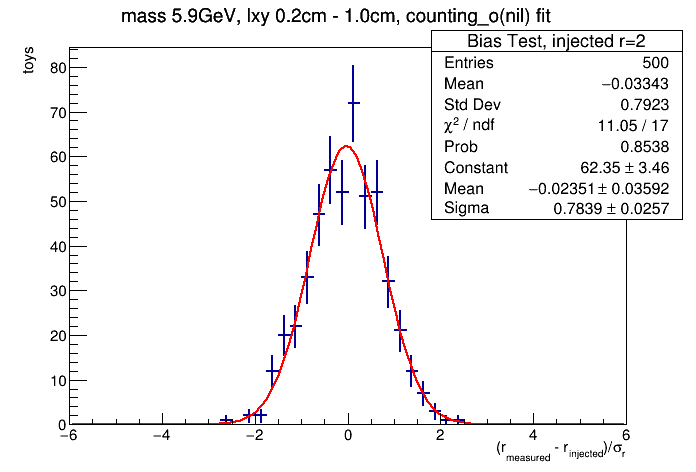 mass 5.9GeV, lxy 0.2cm - 1.0cm, counting_o(nil) fit
Bias Test, injected r=2
Entries 500
Mean −0.03343
Std Dev 0.7923
χ² / ndf 11.05 / 17
Prob 0.8538
Constant 62.35 ± 3.46
Mean −0.02351 ± 0.03592
Sigma 0.7839 ± 0.0257
toys
80
70
60
50
40
30
20
10
0
−6 −4 −2 0 2 4 6
(r_measured - r_injected)/σ_r